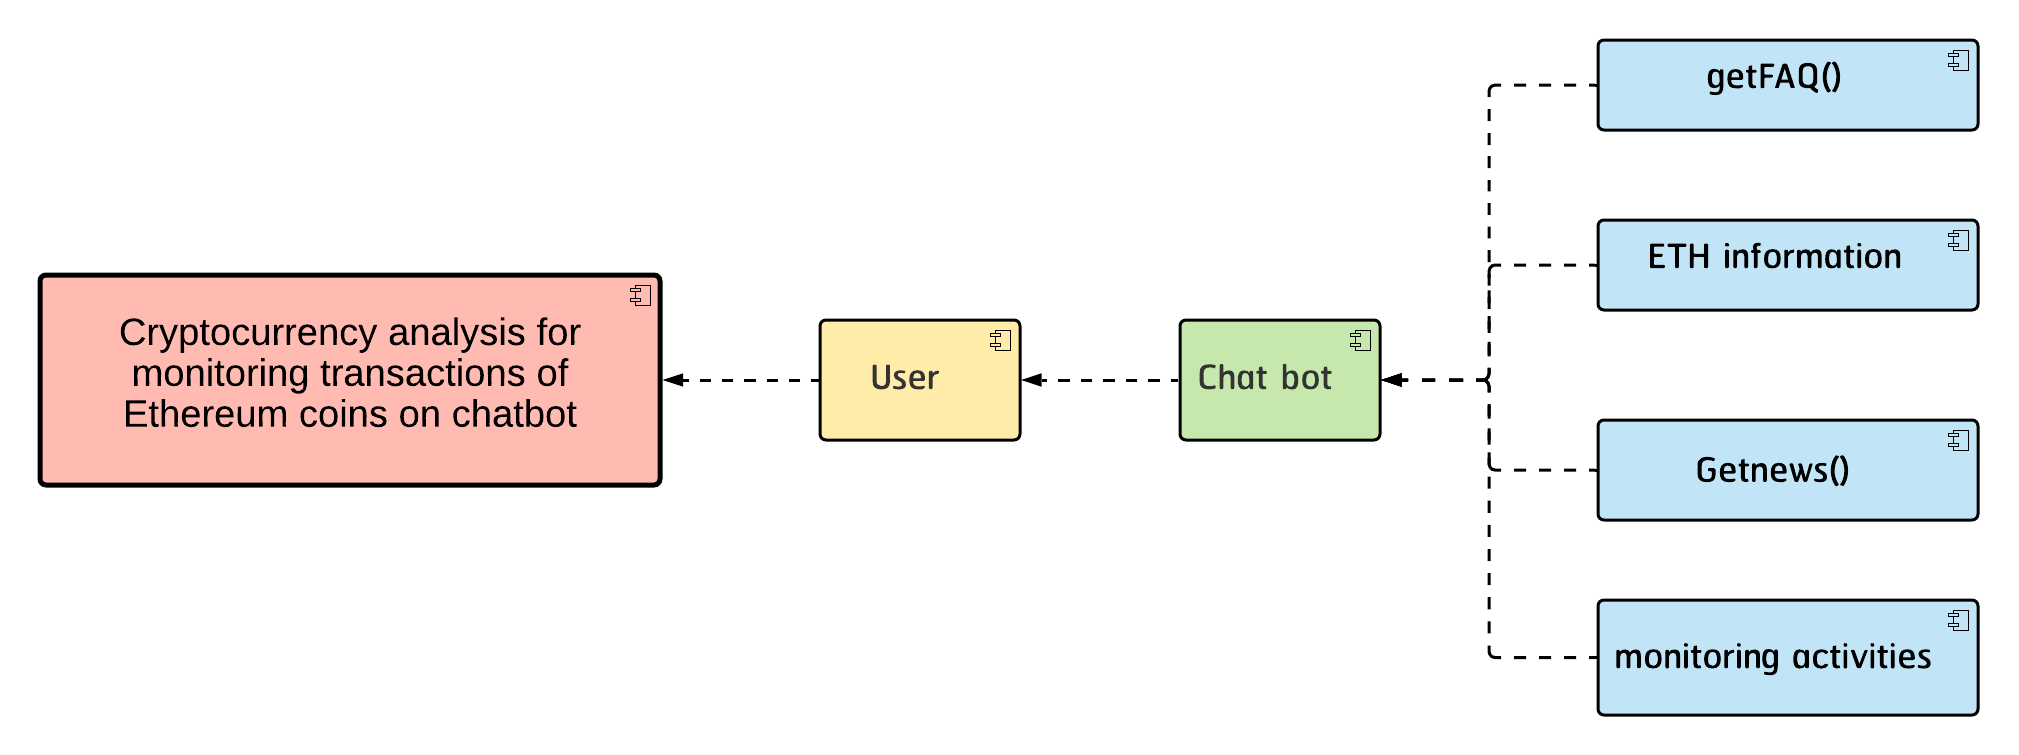 Cryptocurrency analysis for
monitoring transactions of
Ethereum coins on chatbot
User
Chat bot
getFAQ()
ETH information
Getnews()
monitoring activities